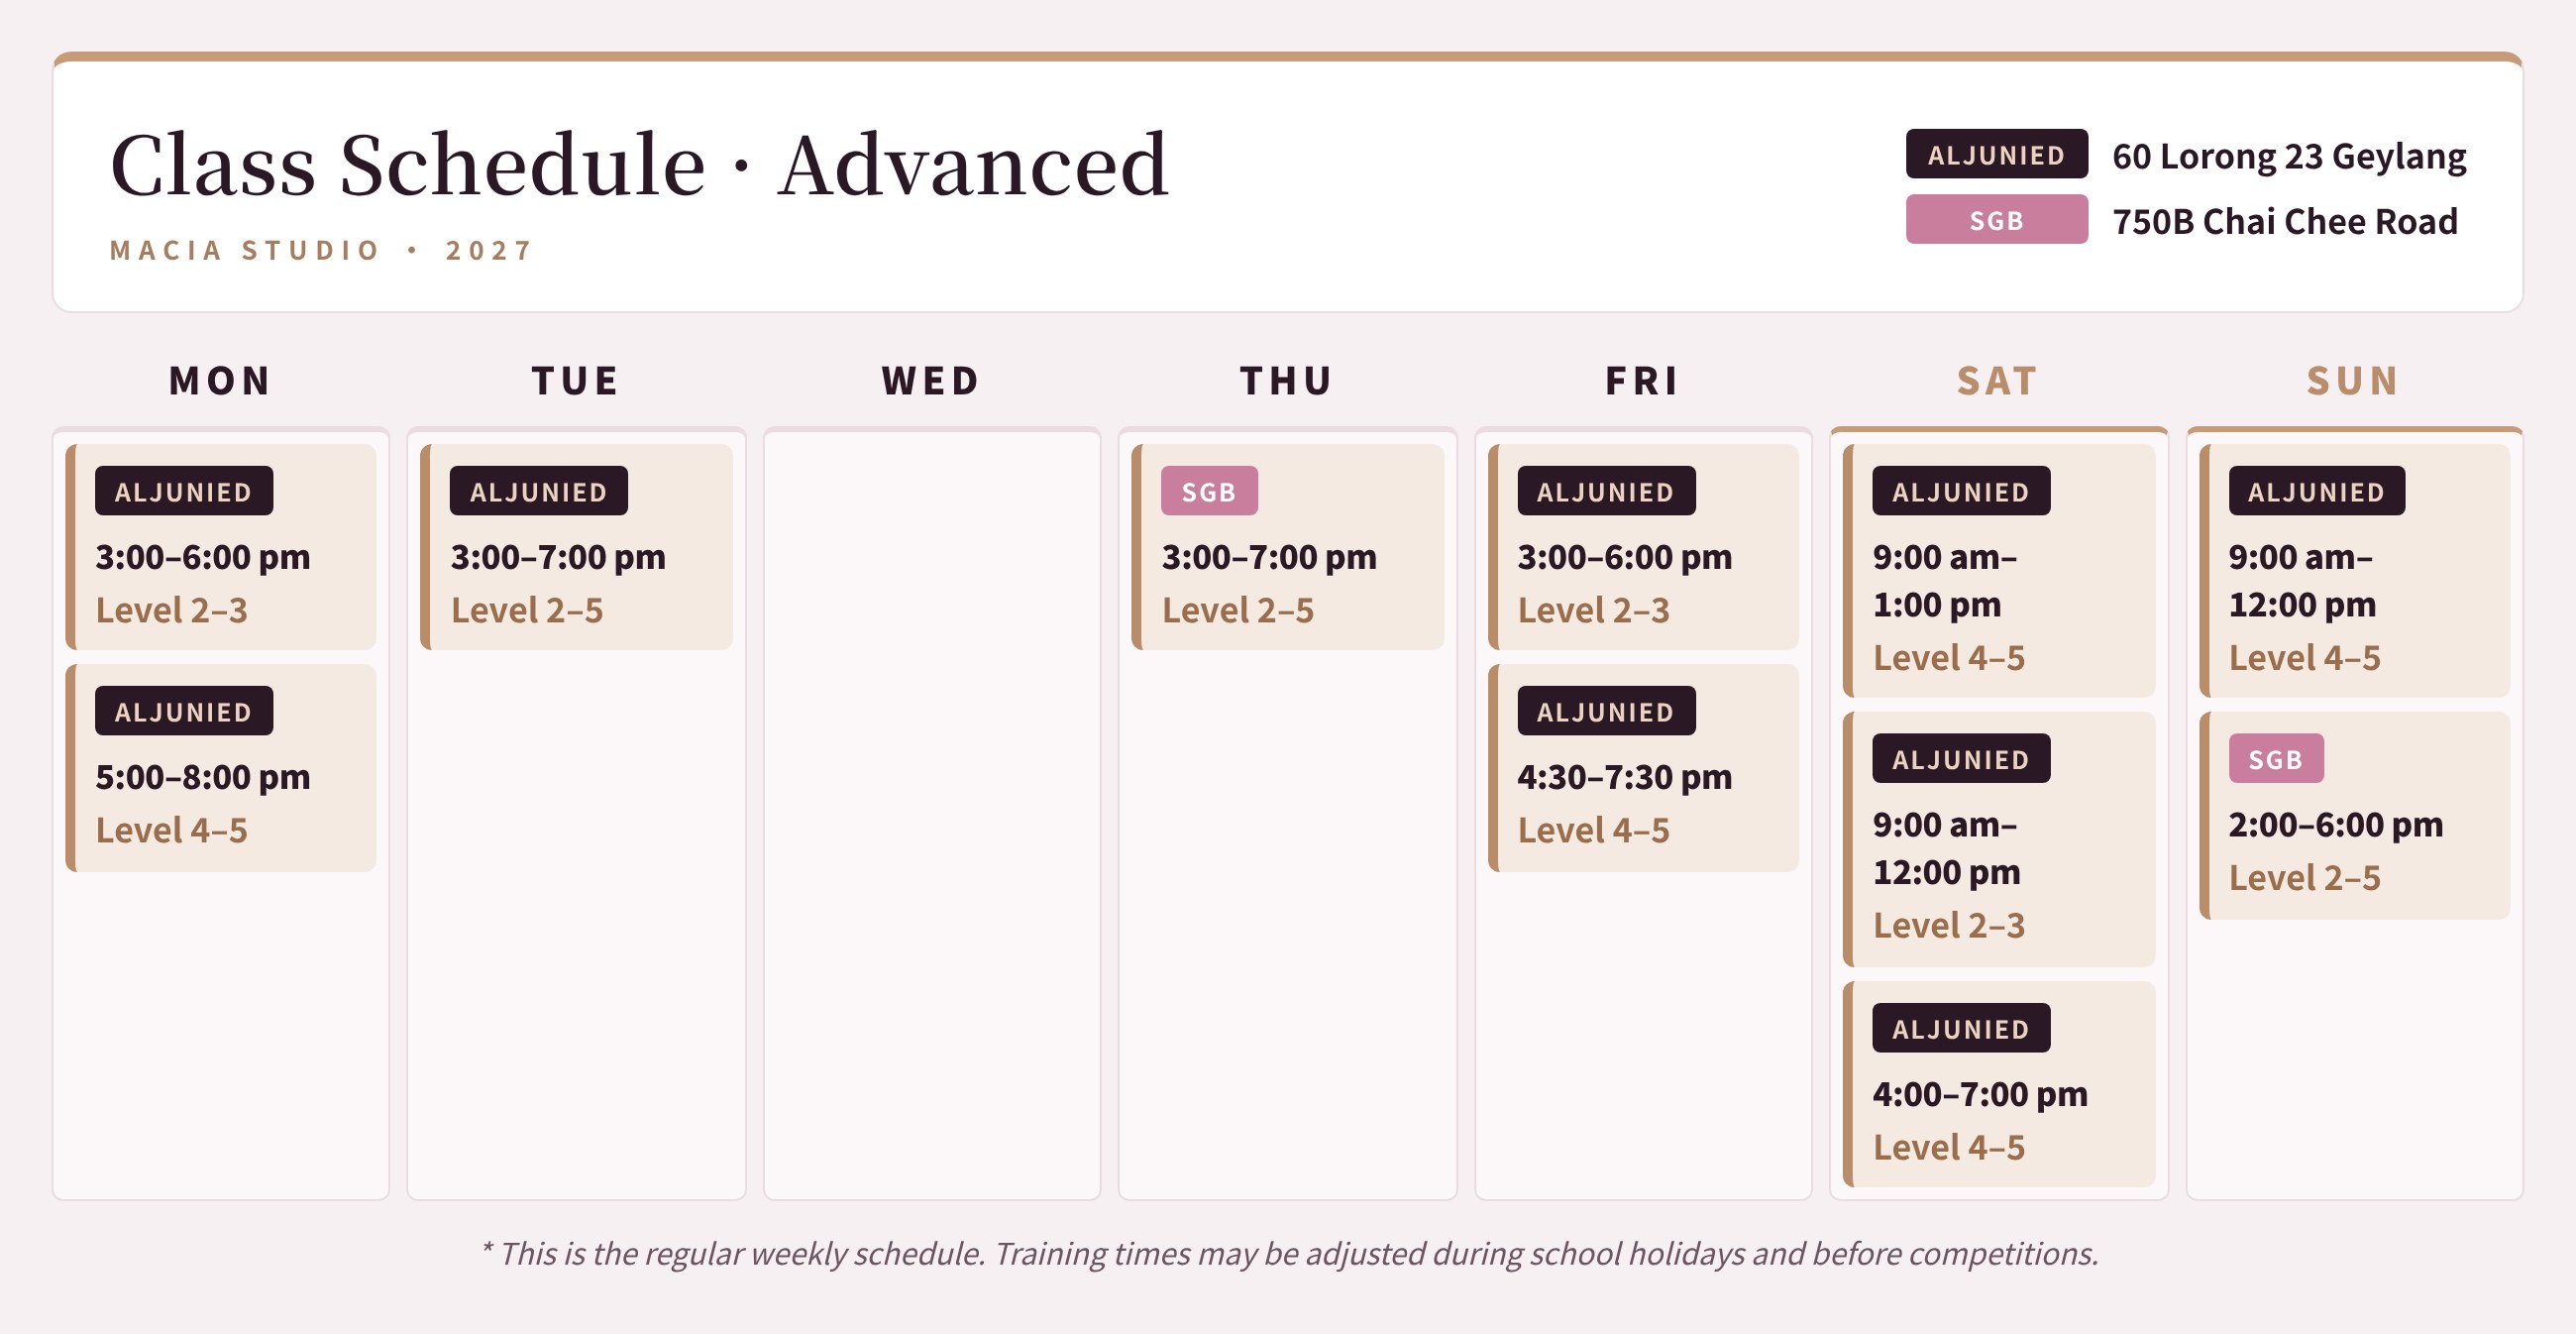 Class Schedule · Advanced
MACIA STUDIO • 2027
ALJUNIED 60 Lorong 23 Geylang
SGB 750B Chai Chee Road
MON
ALJUNIED
3:00–6:00 pm
Level 2–3
ALJUNIED
5:00–8:00 pm
Level 4–5
TUE
ALJUNIED
3:00–7:00 pm
Level 2–5
WED
THU
SGB
3:00–7:00 pm
Level 2–5
FRI
ALJUNIED
3:00–6:00 pm
Level 2–3
ALJUNIED
4:30–7:30 pm
Level 4–5
SAT
ALJUNIED
9:00 am–
1:00 pm
Level 4–5
ALJUNIED
9:00 am–
12:00 pm
Level 2–3
ALJUNIED
4:00–7:00 pm
Level 4–5
SUN
ALJUNIED
9:00 am–
12:00 pm
Level 4–5
SGB
2:00–6:00 pm
Level 2–5
* This is the regular weekly schedule. Training times may be adjusted during school holidays and before competitions.